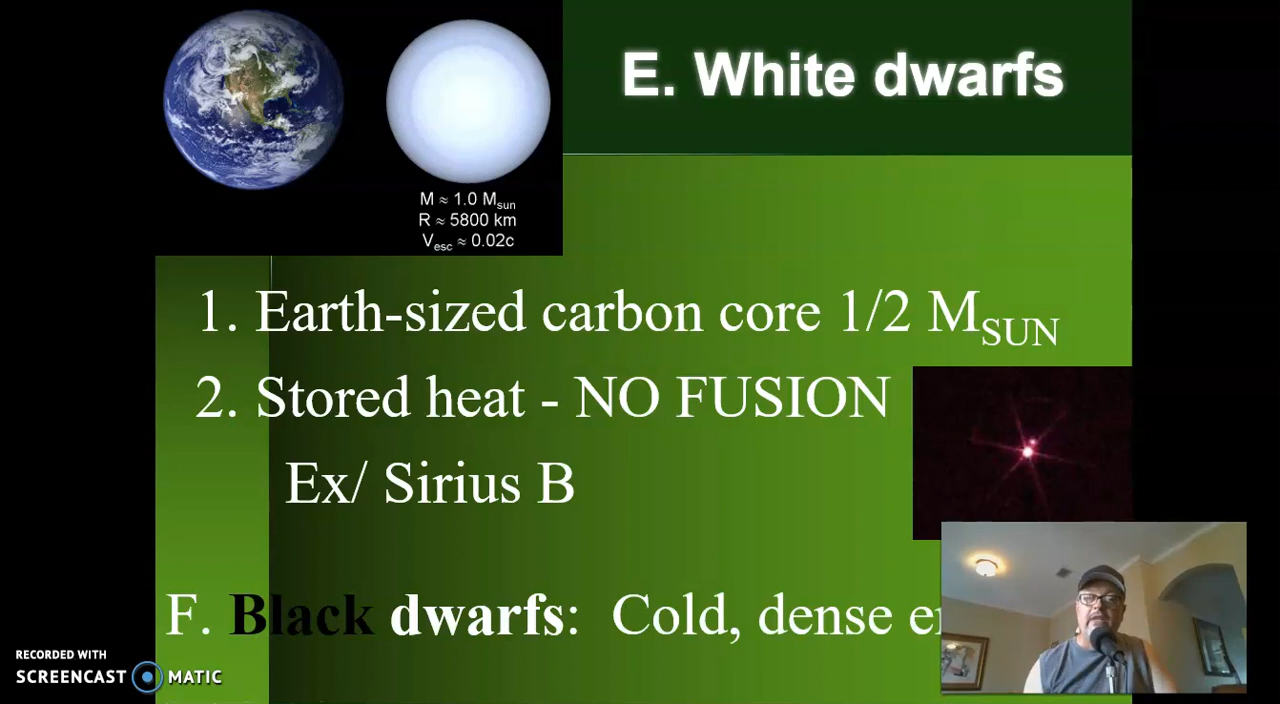 E. White dwarfs
M ≈ 1.0 Msun
R ≈ 5800 km
Vesc ≈ 0.02c
1. Earth-sized carbon core 1/2 MSUN
2. Stored heat - NO FUSION
Ex/ Sirius B
F. Black dwarfs: Cold, dense
RECORDED WITH
SCREENCAST MATIC